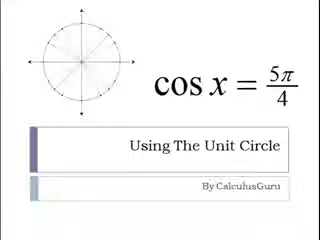 cos x = 5π/4
Using The Unit Circle
By CalculusGuru